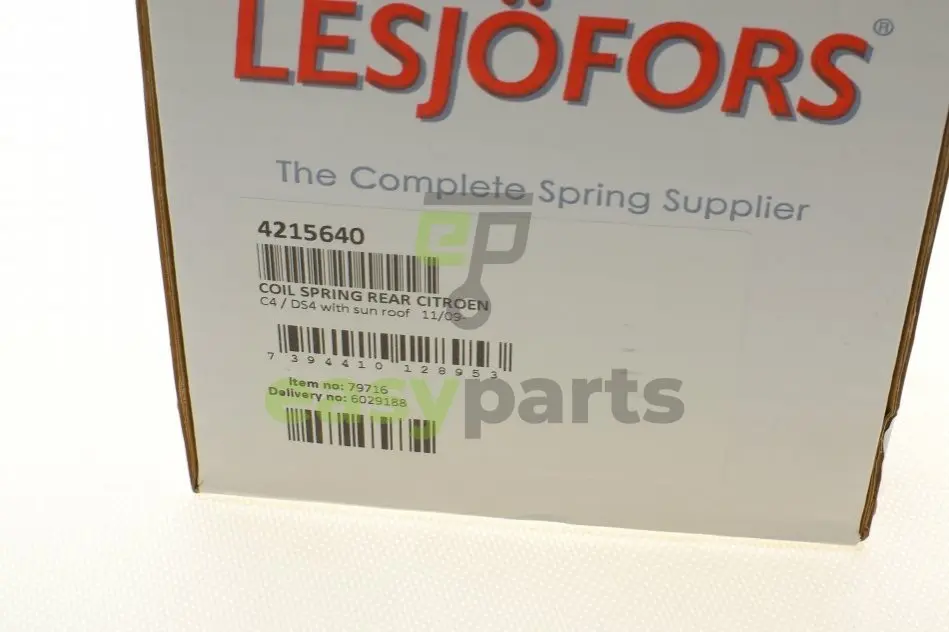 LESJÖFORS®
The Complete Spring Supplier
4215640
COIL SPRING REAR CITROEN
C4 / DS4 with sun roof 11/09-
7 394410 128953
Item no: 79716
Delivery no: 6029188
ep
easyparts